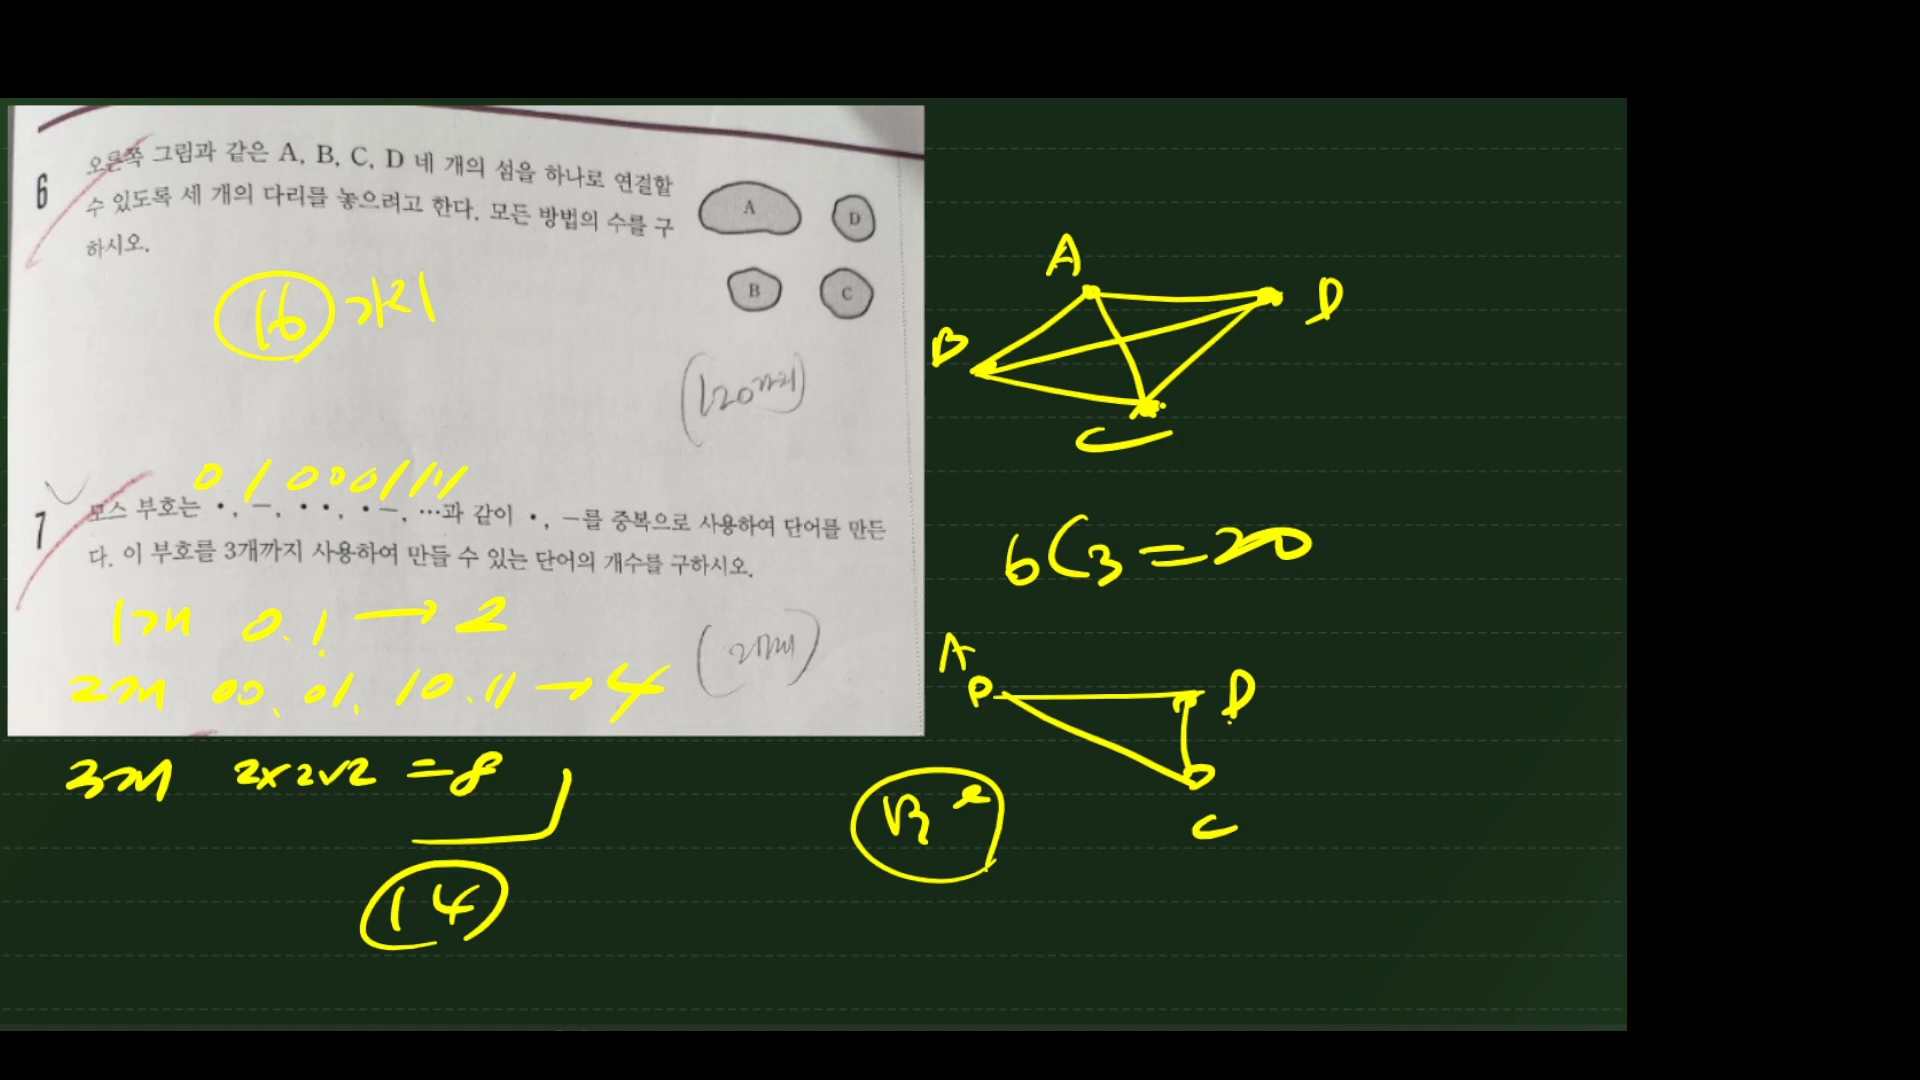 6 오른쪽 그림과 같은 A, B, C, D 네 개의 섬을 하나로 연결할
수 있도록 세 개의 다리를 놓으려고 한다. 모든 방법의 수를 구
하시오.
A
D
B
C
16 가지
(120가지)
0 1 000111
7 모스 부호는 •, —, • •, • —, …과 같이 •, —를 중복으로 사용하여 단어를 만든
다. 이 부호를 3개까지 사용하여 만들 수 있는 단어의 개수를 구하시오.
1개 0. 1 → 2
2개 00. 01. 10. 11 → 4
3개 2x2x2 = 8
14
A
D
B
C
6C3 = 20
A
D
C
B